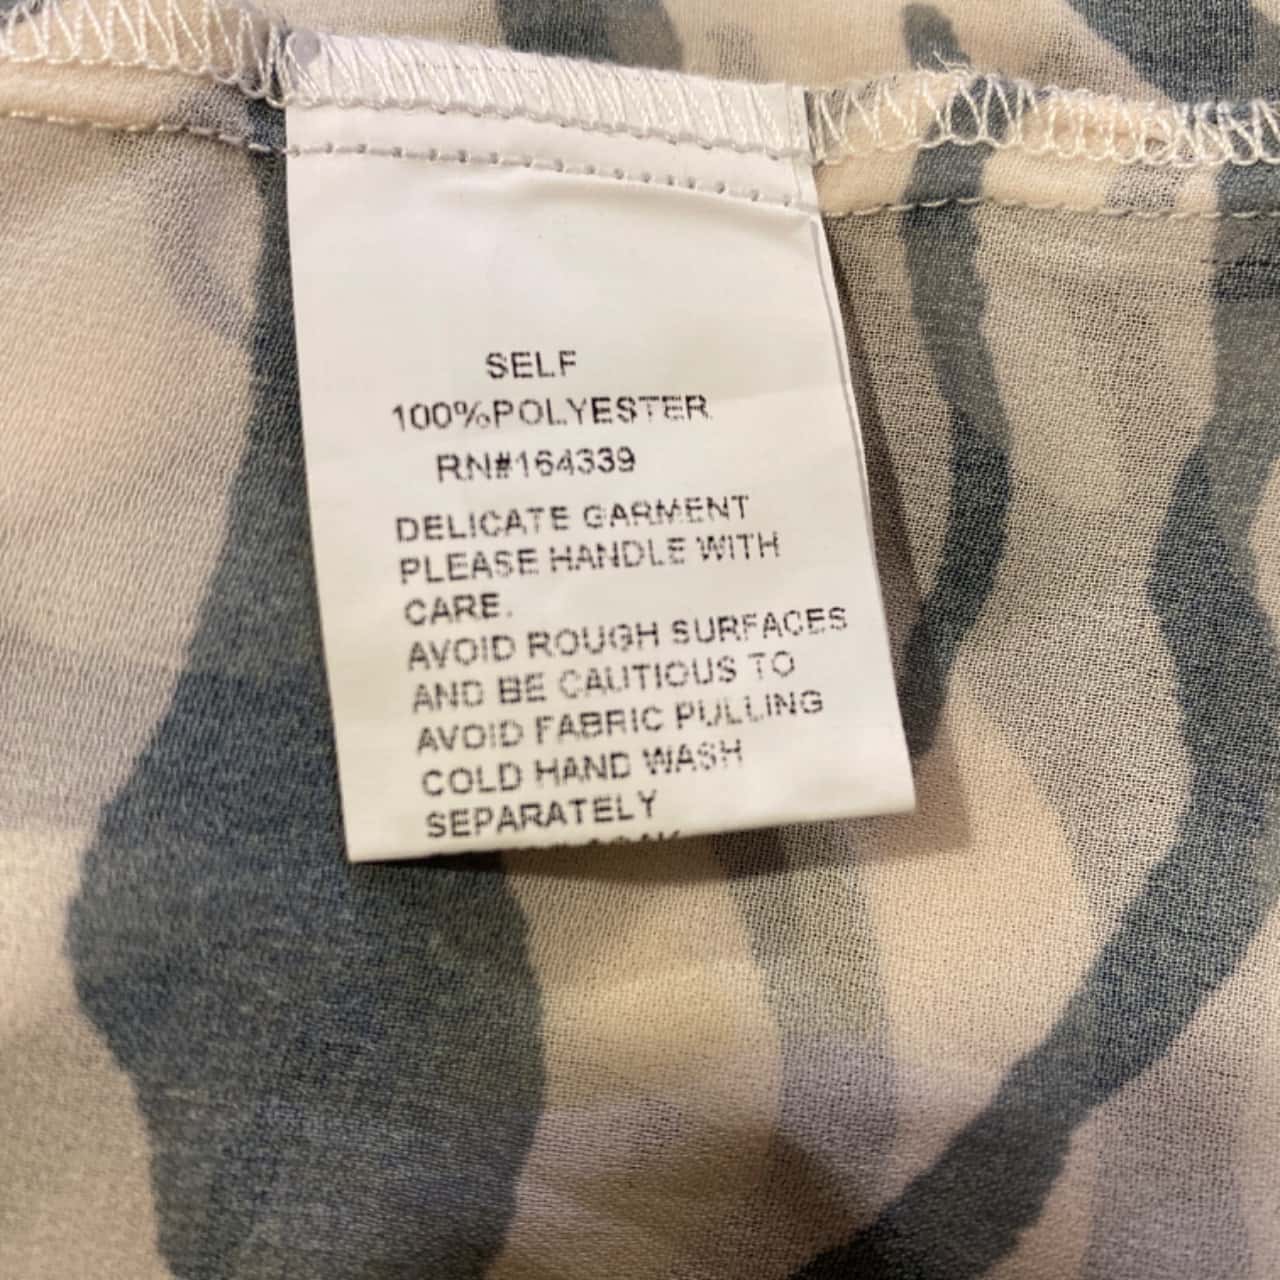 SELF
100%POLYESTER
RN#164339
DELICATE GARMENT
PLEASE HANDLE WITH
CARE.
AVOID ROUGH SURFACES
AND BE CAUTIOUS TO
AVOID FABRIC PULLING
COLD HAND WASH
SEPARATELY